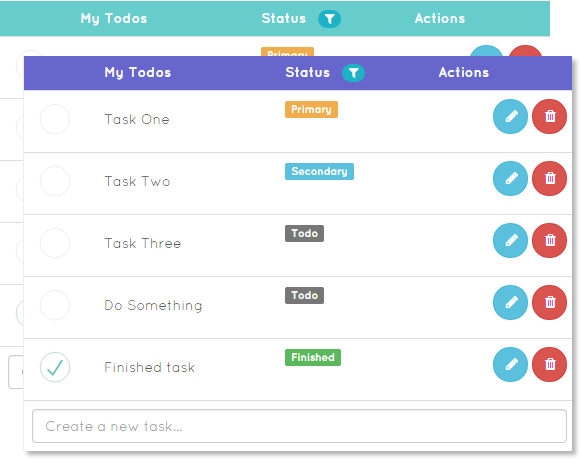 My Todos Status Actions
Primary
My Todos Status Actions
Task One Primary
Task Two Secondary
Task Three Todo
Do Something Todo
Finished task Finished
Create a new task...